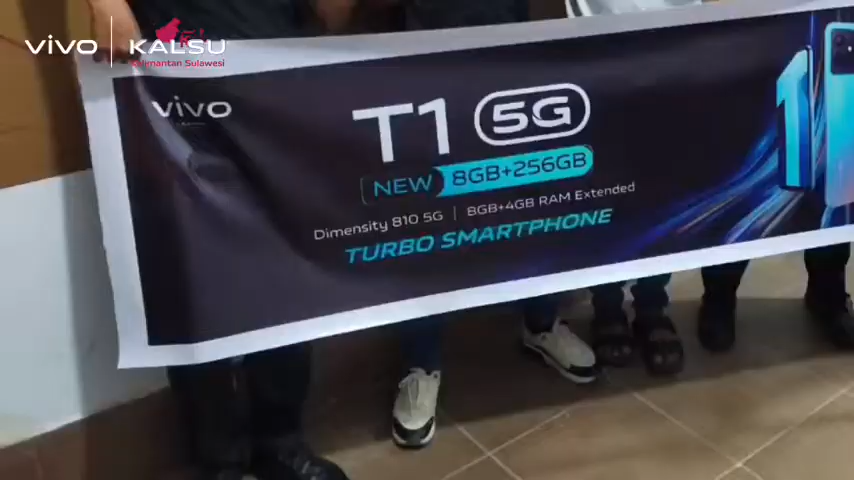 vivo KALSU
Kalimantan Sulawesi
vivo
T1 5G
NEW 8GB+256GB
Dimensity 810 5G | 8GB+4GB RAM Extended
TURBO SMARTPHONE